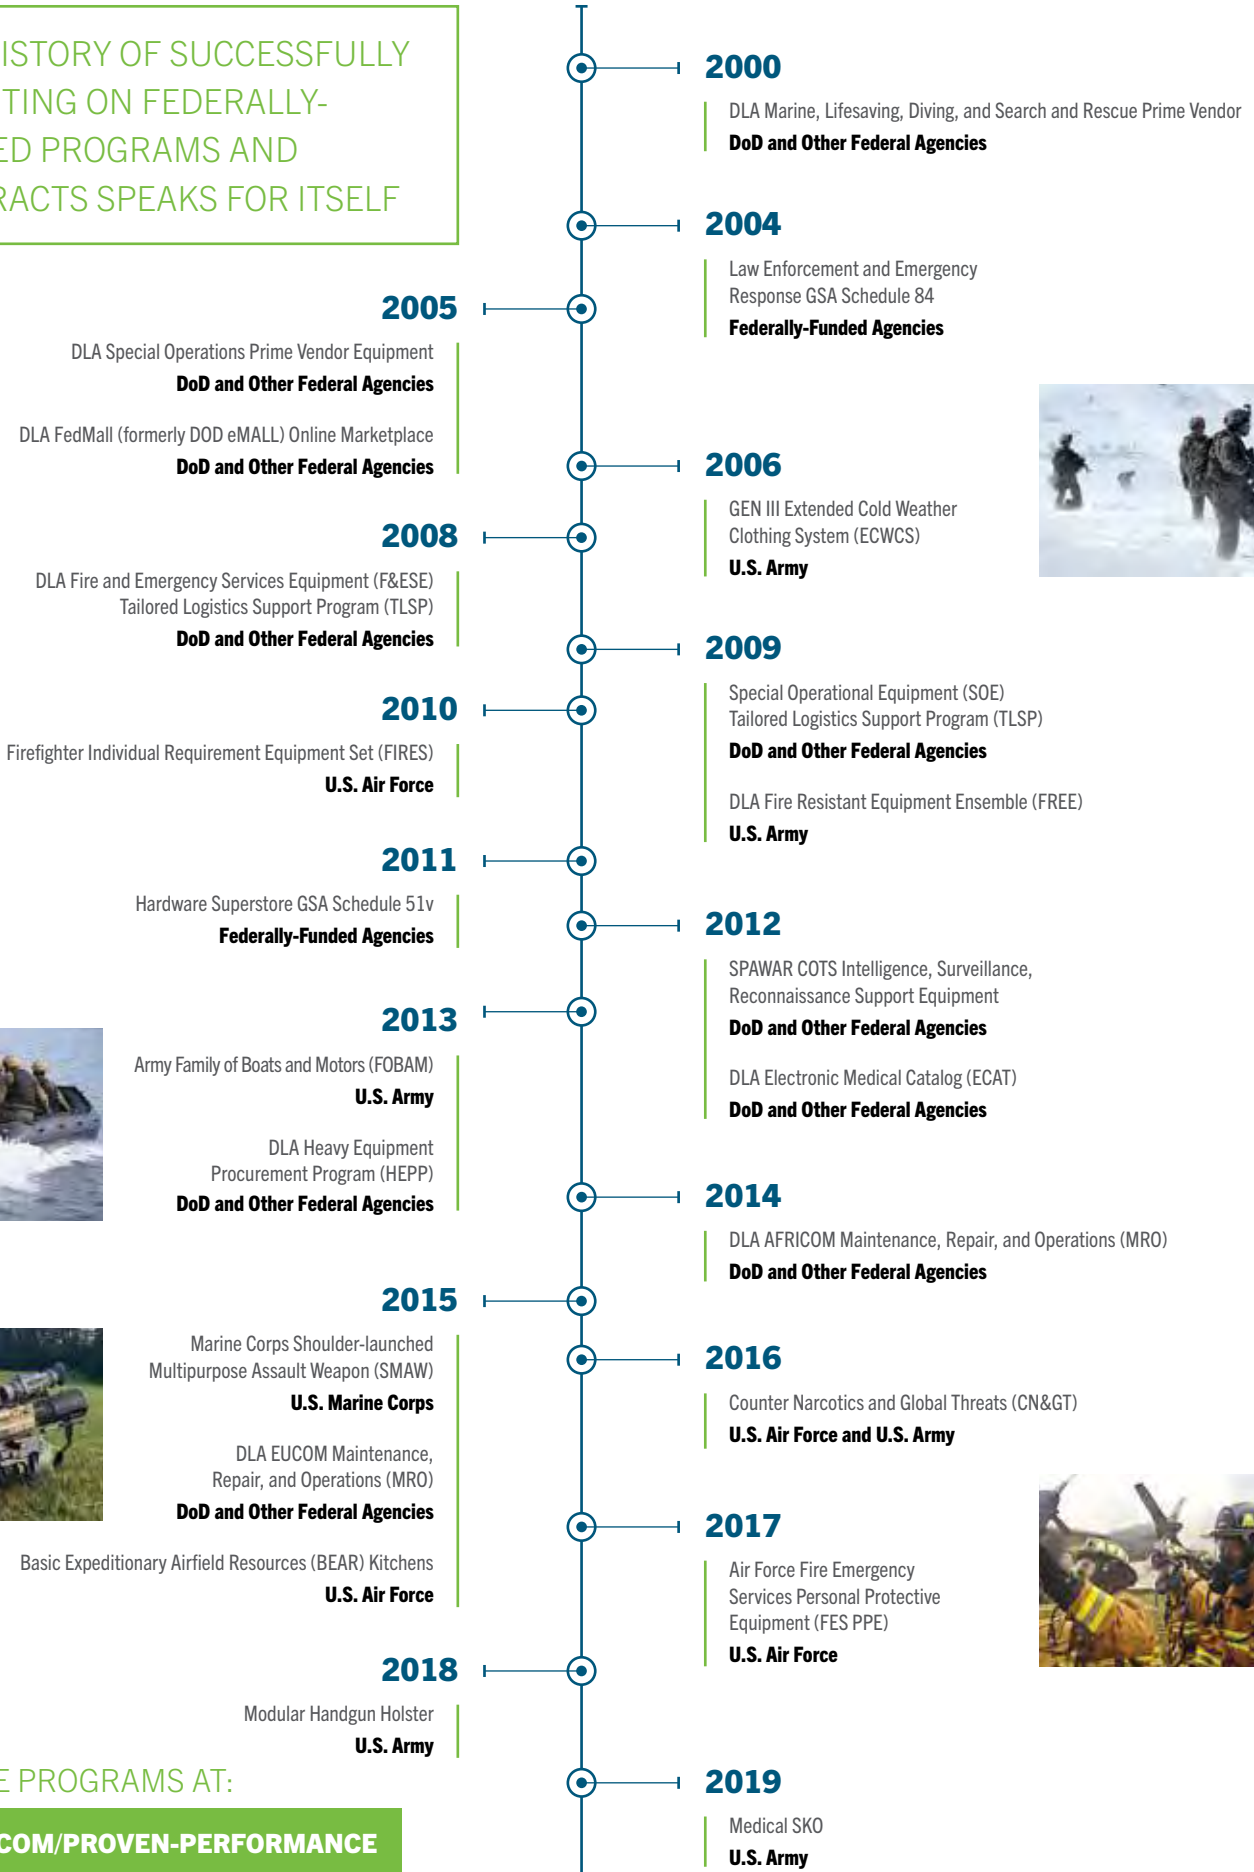 ISTORY OF SUCCESSFULLY
TING ON FEDERALLY-
ED PROGRAMS AND
RACTS SPEAKS FOR ITSELF
2000
DLA Marine, Lifesaving, Diving, and Search and Rescue Prime Vendor
DoD and Other Federal Agencies
2004
Law Enforcement and Emergency
Response GSA Schedule 84
Federally-Funded Agencies
2005
DLA Special Operations Prime Vendor Equipment
DoD and Other Federal Agencies
DLA FedMall (formerly DOD eMALL) Online Marketplace
DoD and Other Federal Agencies
2006
GEN III Extended Cold Weather
Clothing System (ECWCS)
U.S. Army
2008
DLA Fire and Emergency Services Equipment (F&ESE)
Tailored Logistics Support Program (TLSP)
DoD and Other Federal Agencies
2009
Special Operational Equipment (SOE)
Tailored Logistics Support Program (TLSP)
DoD and Other Federal Agencies
DLA Fire Resistant Equipment Ensemble (FREE)
U.S. Army
2010
Firefighter Individual Requirement Equipment Set (FIRES)
U.S. Air Force
2011
Hardware Superstore GSA Schedule 51v
Federally-Funded Agencies
2012
SPAWAR COTS Intelligence, Surveillance,
Reconnaissance Support Equipment
DoD and Other Federal Agencies
DLA Electronic Medical Catalog (ECAT)
DoD and Other Federal Agencies
2013
Army Family of Boats and Motors (FOBAM)
U.S. Army
DLA Heavy Equipment
Procurement Program (HEPP)
DoD and Other Federal Agencies
2014
DLA AFRICOM Maintenance, Repair, and Operations (MRO)
DoD and Other Federal Agencies
2015
Marine Corps Shoulder-launched
Multipurpose Assault Weapon (SMAW)
U.S. Marine Corps
DLA EUCOM Maintenance,
Repair, and Operations (MRO)
DoD and Other Federal Agencies
Basic Expeditionary Airfield Resources (BEAR) Kitchens
U.S. Air Force
2016
Counter Narcotics and Global Threats (CN&GT)
U.S. Air Force and U.S. Army
2017
Air Force Fire Emergency
Services Personal Protective
Equipment (FES PPE)
U.S. Air Force
2018
Modular Handgun Holster
U.S. Army
2019
Medical SKO
U.S. Army
E PROGRAMS AT:
COM/PROVEN-PERFORMANCE